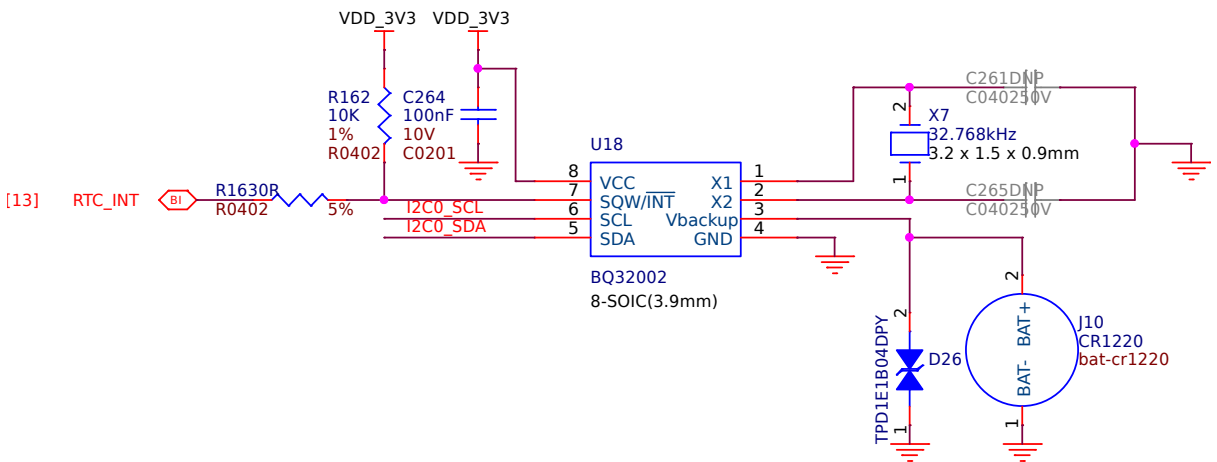 VDD_3V3 VDD_3V3
R162
10K
1%
R0402
C264
100nF
10V
C0201
[13] RTC_INT BI
R1630R
R0402 5%
I2C0_SCL
I2C0_SDA
U18
8 VCC X1 1
7 SQW/INT X2 2
6 SCL Vbackup 3
5 SDA GND 4
BQ32002
8-SOIC(3.9mm)
C261DNP
C040250V
2
X7
32.768kHz
3.2 x 1.5 x 0.9mm
1
C265DNP
C040250V
2
TPD1E1B04DPY
D26
1
2
BAT+
BAT-
1
J10
CR1220
bat-cr1220